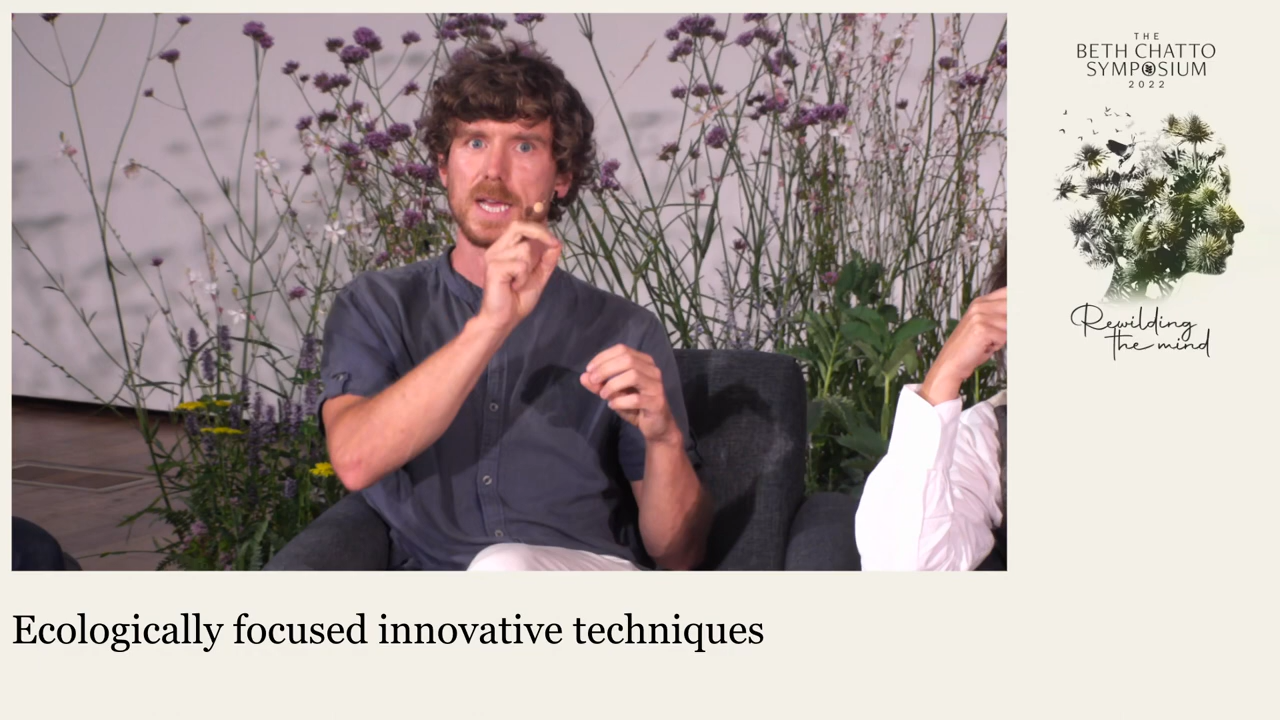 THE
BETH CHATTO
SYMPOSIUM
2022
Rewilding
the mind
Ecologically focused innovative techniques